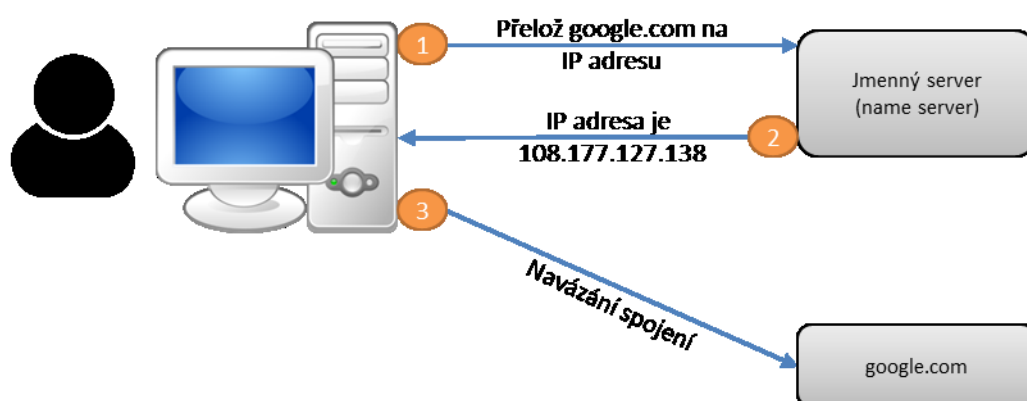 1
Přelož google.com na
IP adresu
Jmenný server
(name server)
IP adresa je
108.177.127.138
2
3
Navázání spojení
google.com